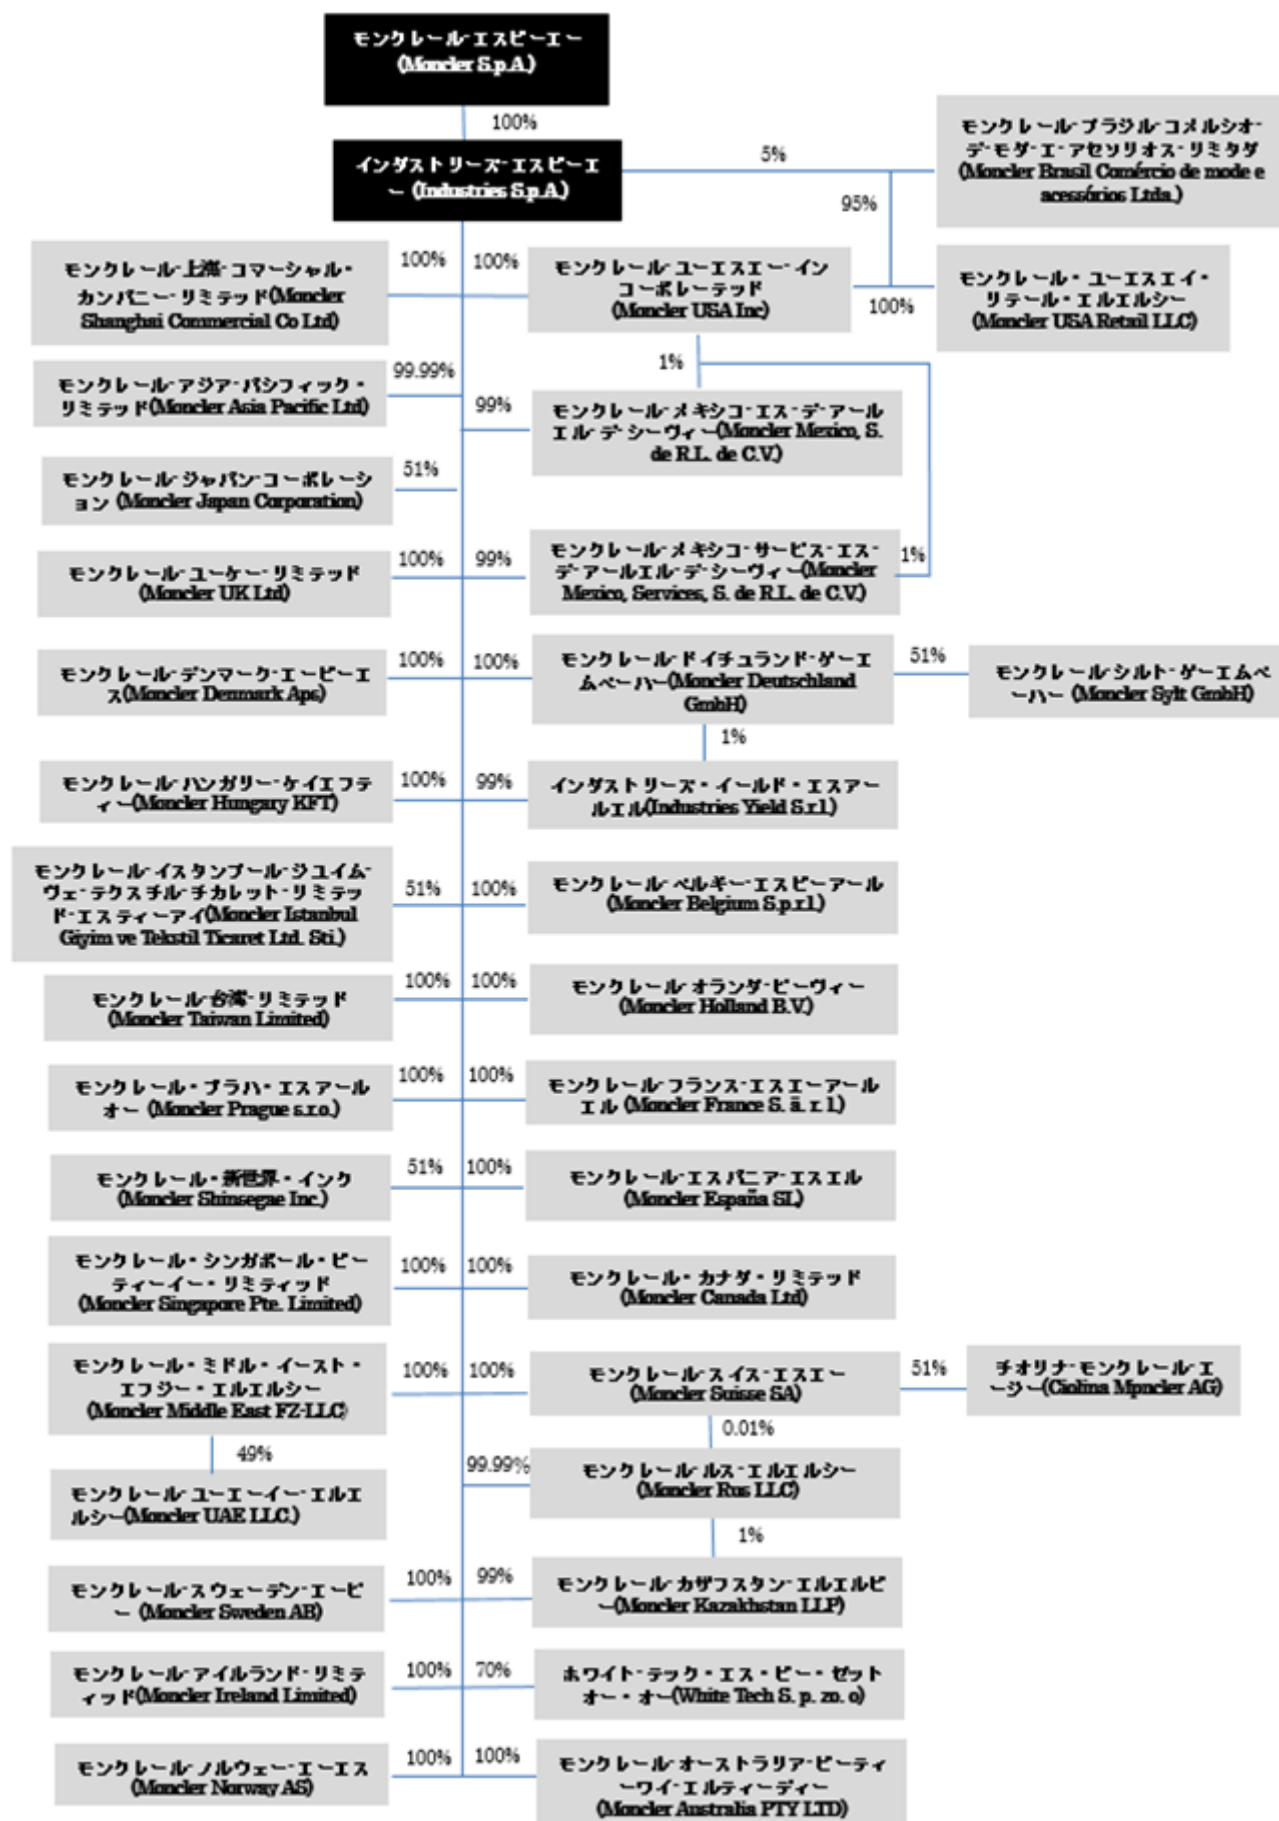 モンクレール-エスピーエー
(Moncler S.p.A.)
100%
インダストリーズ-エスピーエ
ー (Industries S.p.A.)
5%
95%
モンクレール-ブラジル-コメルシオ-
デ-モダ-エ-アセソリオス-リミタダ
(Moncler Brasil Comércio de mode e
acessórios Ltda.)
モンクレール-上海-コマーシャル・
カンパニー-リミテッド(Moncler
Shanghai Commercial Co Ltd)
100%
100%
モンクレール-ユーエスエー-イン
コーポレーテッド
(Moncler USA Inc)
100%
モンクレール・ユーエスエイ・
リテール・エルエルシー
(Moncler USA Retail LLC)
モンクレール-アジア-パシフィック・
リミテッド(Moncler Asia Pacific Ltd)
99.99%
99%
1%
モンクレール-メキシコ-エス-デ-アール
エル-デ-シーヴィー(Moncler Mexico, S.
de R.L. de C.V.)
モンクレール-ジャパン-コーポレーシ
ョン (Moncler Japan Corporation)
51%
モンクレール-ユーケー-リミテッド
(Moncler UK Ltd)
100%
99%
モンクレール-メキシコ-サービス-エス-
デ-アールエル-デ-シーヴィー(Moncler
Mexico, Services, S. de R.L. de C.V.)
1%
モンクレール-デンマーク-エーピーエ
ス(Moncler Denmark Aps)
100%
100%
モンクレール-ドイチュランド-ゲーエ
ムベーハー(Moncler Deutschland
GmbH)
51%
モンクレール-シルト-ゲーエムベ
ーハー (Moncler Sylt GmbH)
1%
モンクレール-ハンガリー-ケイエフテ
ィー(Moncler Hungary KFT)
100%
99%
インダストリーズ・イールド・エスアー
ルエル(Industries Yield S.r.l.)
モンクレール-イスタンブール-ジユイム-
ヴェ-テクスチル-チカレット-リミテッ
ド-エスティーアイ(Moncler Istanbul
Giyim ve Tekstil Ticaret Ltd. Sti.)
51%
100%
モンクレール-ベルギー-エスピーアール
(Moncler Belgium S.p.r.l.)
モンクレール-台湾-リミテッド
(Moncler Taiwan Limited)
100%
100%
モンクレール-オランダ-ビーヴィー
(Moncler Holland B.V.)
モンクレール・プラハ・エスアール
オー (Moncler Prague s.r.o.)
100%
100%
モンクレール-フランス-エスエーアール
エル (Moncler France S. à. r. l.)
モンクレール・新世界・インク
(Moncler Shinsegae Inc.)
51%
100%
モンクレール-エスパニア-エスエル
(Moncler España SL)
モンクレール・シンガポール・ピー
ティーイー・リミティッド
(Moncler Singapore Pte. Limited)
100%
100%
モンクレール・カナダ・リミテッド
(Moncler Canada Ltd)
モンクレール・ミドル・イースト・
エフジー・エルエルシー
(Moncler Middle East FZ-LLC)
100%
100%
モンクレール-スイス-エスエー
(Moncler Suisse SA)
51%
チオリナ-モンクレール-エ
ージー(Ciolina Mpncler AG)
49%
0.01%
モンクレール-ユーエーイー-エルエ
ルシー(Moncler UAE LLC.)
99.99%
モンクレール-ルス-エルエルシー
(Moncler Rus LLC)
1%
モンクレール-スウェーデン-エービ
ー (Moncler Sweden AB)
100%
99%
モンクレール-カザフスタン-エルエルピ
ー(Moncler Kazakhstan LLP)
モンクレール-アイルランド-リミテ
ィッド(Moncler Ireland Limited)
100%
70%
ホワイト-テック・エス・ピー・ゼット
オー・オー(White Tech S. p. zo. o)
モンクレール-ノルウェー-エーエス
(Moncler Norway AS)
100%
100%
モンクレール-オーストラリア-ピーティ
ーワイ-エルティーディー
(Moncler Australia PTY LTD)